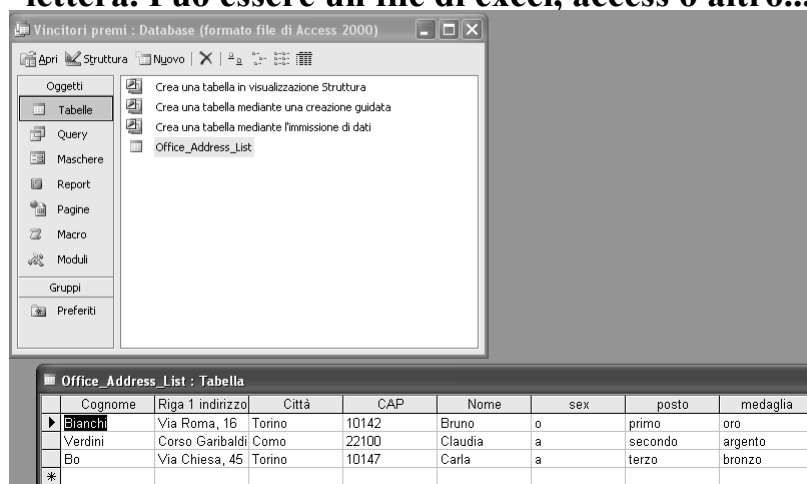 lettera. Può essere un file di excel, access o altro...
Vincitori premi : Database (formato file di Access 2000)
Apri Struttura Nuovo
Oggetti
Tabelle
Query
Maschere
Report
Pagine
Macro
Moduli
Gruppi
Preferiti
Crea una tabella in visualizzazione Struttura
Crea una tabella mediante una creazione guidata
Crea una tabella mediante l'immissione di dati
Office_Address_List
Office_Address_List : Tabella
Cognome Riga 1 indirizzo Città CAP Nome sex posto medaglia
Bianchi Via Roma, 16 Torino 10142 Bruno o primo oro
Verdini Corso Garibaldi Como 22100 Claudia a secondo argento
Bo Via Chiesa, 45 Torino 10147 Carla a terzo bronzo